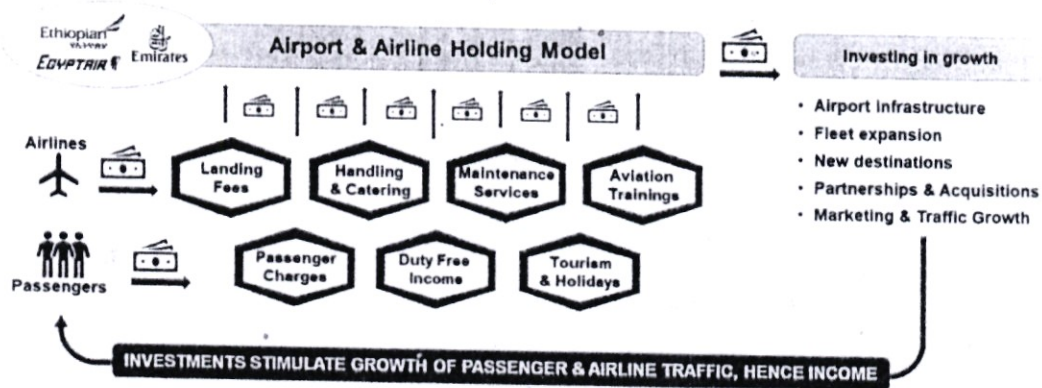 Ethiopian
የኢትዮጵያ
Emirates
EGYPTAIR
Airport & Airline Holding Model
Investing in growth
• Airport infrastructure
• Fleet expansion
• New destinations
• Partnerships & Acquisitions
• Marketing & Traffic Growth
Airlines
Landing
Fees
Handling
& Catering
Maintenance
Services
Aviation
Trainings
Passengers
Passenger
Charges
Duty Free
Income
Tourism
& Holidays
INVESTMENTS STIMULATE GROWTH OF PASSENGER & AIRLINE TRAFFIC, HENCE INCOME